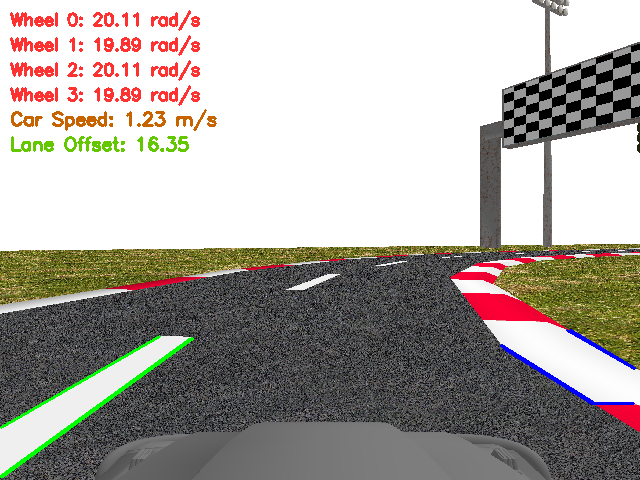 Wheel 0: 20.11 rad/s
Wheel 1: 19.89 rad/s
Wheel 2: 20.11 rad/s
Wheel 3: 19.89 rad/s
Car Speed: 1.23 m/s
Lane Offset: 16.35